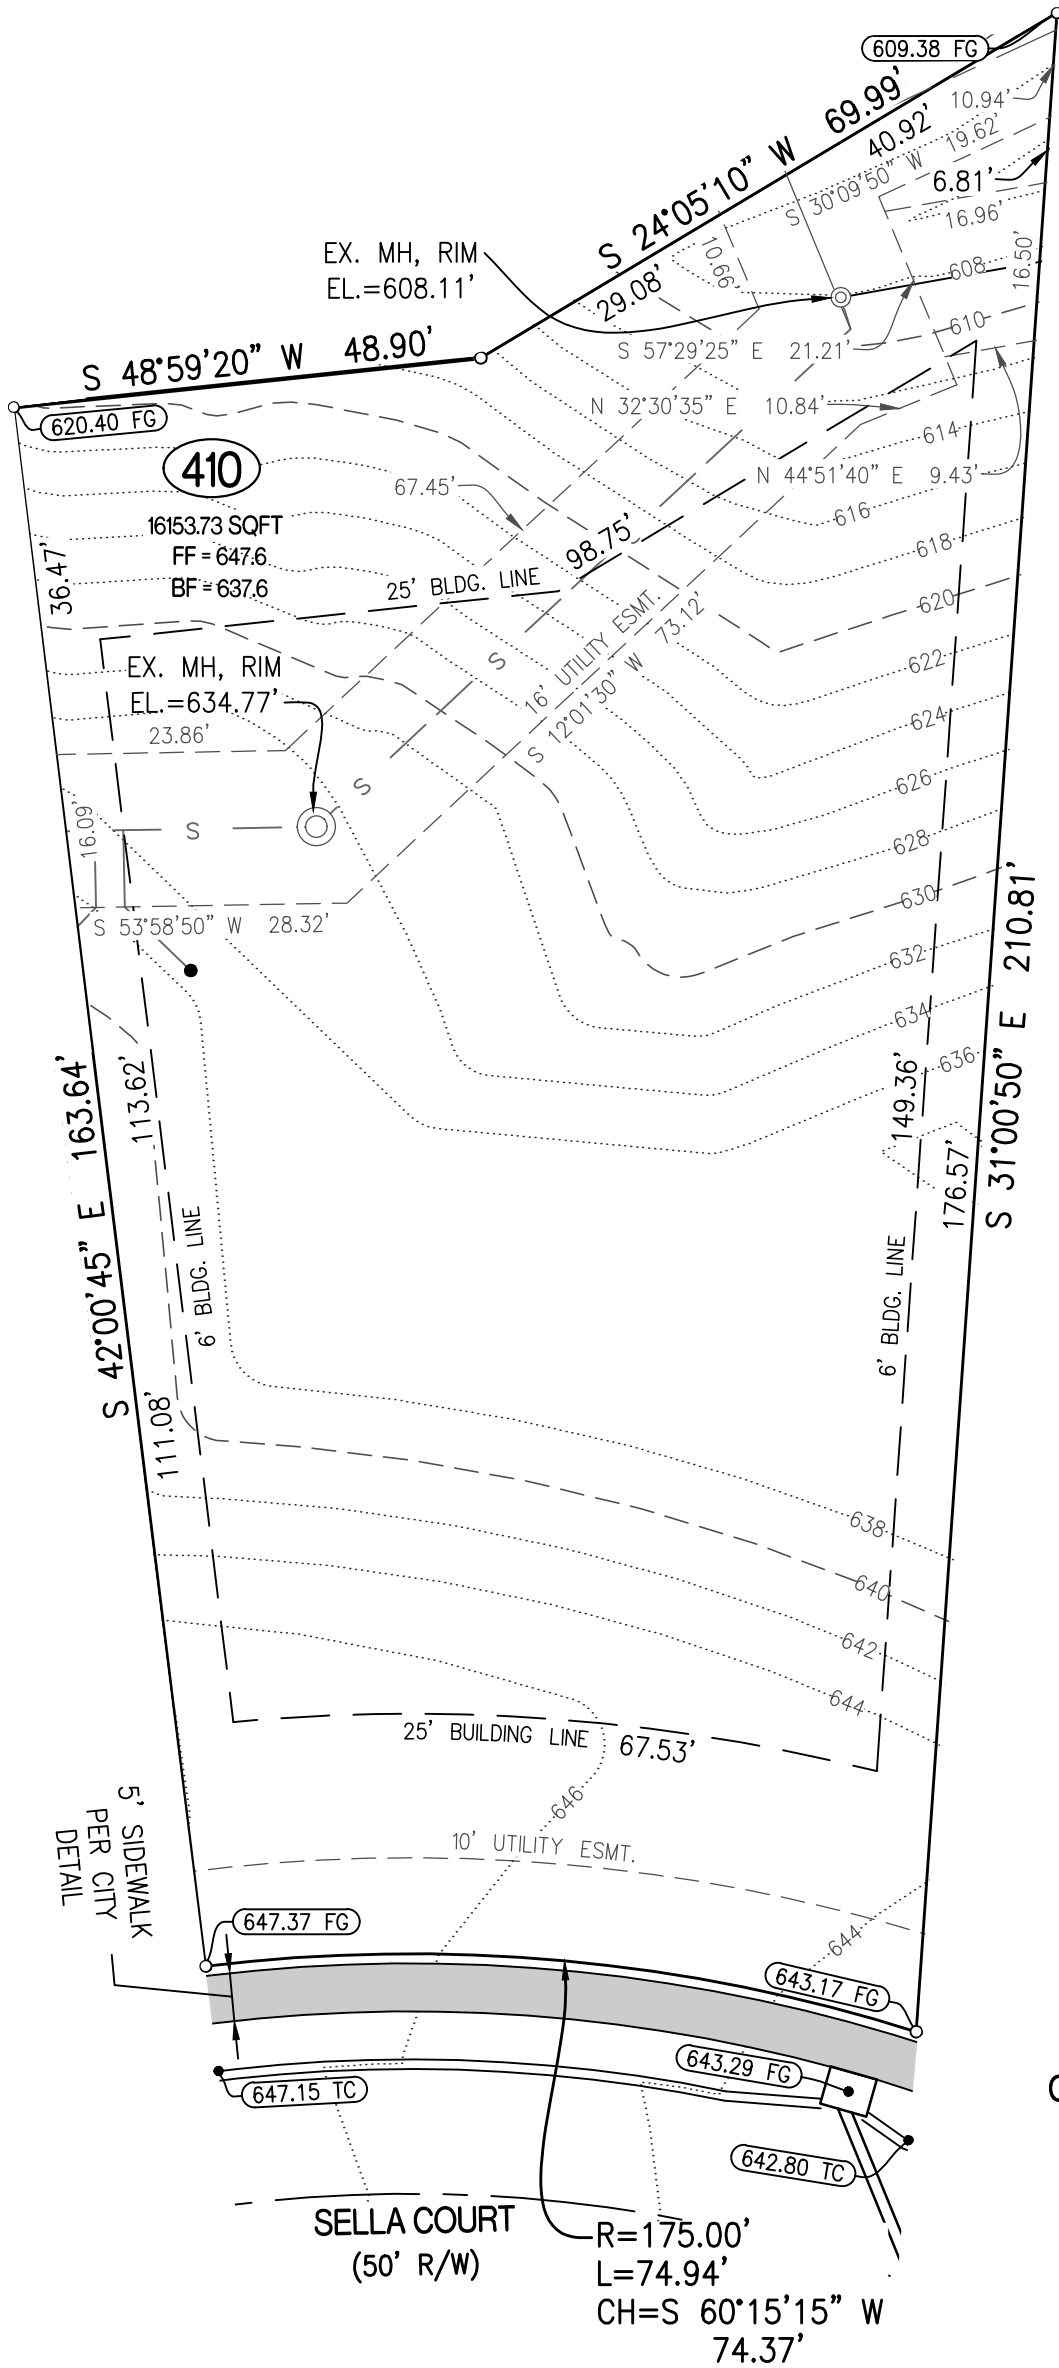 609.38 FG
S 24°05'10" W 69.99'
40.92'
10.94'
19.62'
S 30°09'50" W
6.81'
16.96'
EX. MH, RIM
EL.=608.11'
29.08'
10.66'
16.50'
608
610
S 57°29'25" E 21.21'
S 48°59'20" W 48.90'
N 32°30'35" E 10.84'
620.40 FG
614
410
67.45'
N 44°51'40" E 9.43'
616
16153.73 SQFT
FF = 647.6
BF = 637.6
98.75'
618
36.47'
25' BLDG. LINE
620
16' UTILITY ESMT.
73.12'
S 12°01'30" W
EX. MH, RIM
EL.=634.77'
S
622
23.86'
624
S
626
16.09'
S
628
630
S 53°58'50" W 28.32'
632
634
636
S 42°00'45" E 163.64'
113.62'
149.36'
S 31°00'50" E 210.81'
176.57'
6' BLDG. LINE
6' BLDG. LINE
111.08'
638
640
642
644
25' BUILDING LINE 67.53'
646
10' UTILITY ESMT.
5' SIDEWALK
PER CITY
DETAIL
647.37 FG
644
643.17 FG
643.29 FG
647.15 TC
642.80 TC
SELLA COURT
(50' R/W)
R=175.00'
L=74.94'
CH=S 60°15'15" W
74.37'